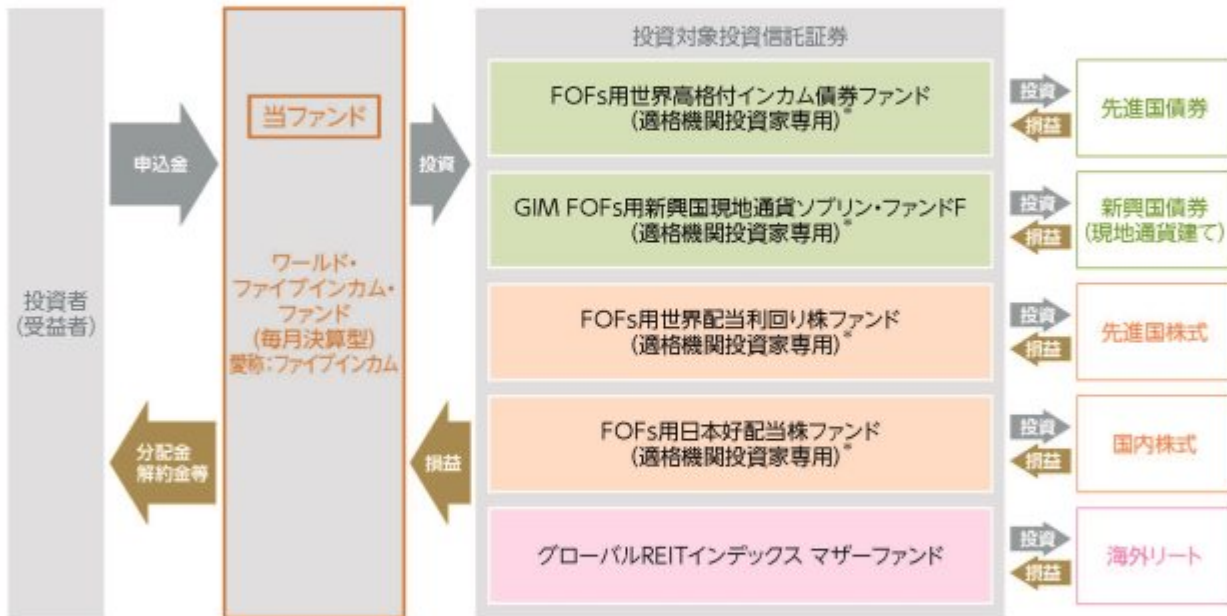 投資者
(受益者)
申込金
分配金
解約金等
当ファンド
ワールド・
ファイブインカム・
ファンド
(毎月決算型)
愛称:ファイブインカム
投資
損益
投資対象投資信託証券
FOFs用世界高格付インカム債券ファンド
(適格機関投資家専用)*
投資
損益
先進国債券
GIM FOFs用新興国現地通貨ソブリン・ファンドF
(適格機関投資家専用)*
投資
損益
新興国債券
(現地通貨建て)
FOFs用世界配当利回り株ファンド
(適格機関投資家専用)*
投資
損益
先進国株式
FOFs用日本好配当株ファンド
(適格機関投資家専用)*
投資
損益
国内株式
グローバルREITインデックス マザーファンド
投資
損益
海外リート